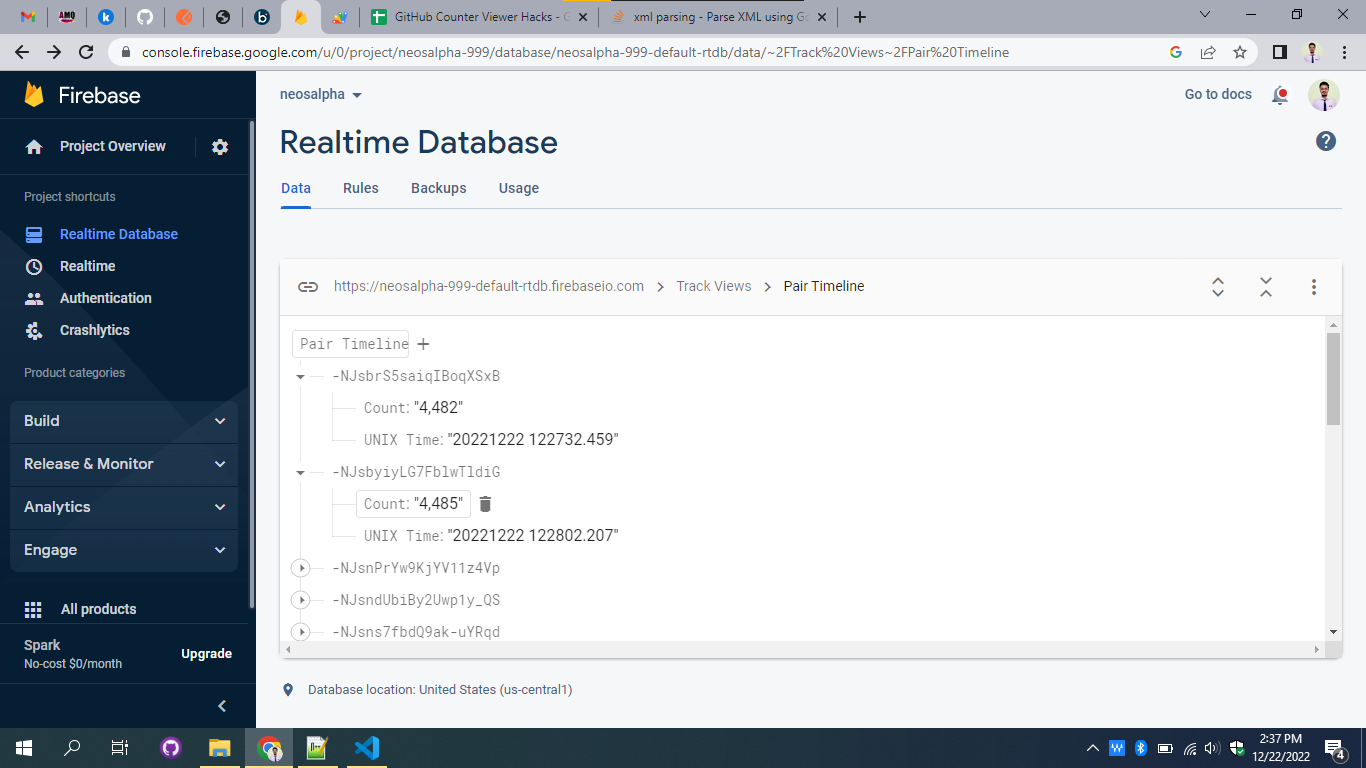 AMQ
GitHub Counter Viewer Hacks - G
xml parsing - Parse XML using Go
console.firebase.google.com/u/0/project/neosalpha-999/database/neosalpha-999-default-rtdb/data/~2FTrack%20Views~2FPair%20Timeline
Firebase
neosalpha
Go to docs
Realtime Database
Project Overview
Data Rules Backups Usage
Project shortcuts
Realtime Database
Realtime
Authentication
Crashlytics
Product categories
Build
Release & Monitor
Analytics
Engage
All products
Spark
No-cost $0/month
Upgrade
https://neosalpha-999-default-rtdb.firebaseio.com > Track Views > Pair Timeline
Pair Timeline
-NJsbrS5saiqIBoqXSxB
Count: "4,482"
UNIX Time: "20221222 122732.459"
-NJsbyiyLG7FblwTldiG
Count: "4,485"
UNIX Time: "20221222 122802.207"
-NJsnPrYw9KjYV11z4Vp
-NJsndUbiBy2Uwp1y_QS
-NJsns7fbdQ9ak-uYRqd
Database location: United States (us-central1)
2:37 PM
12/22/2022
4